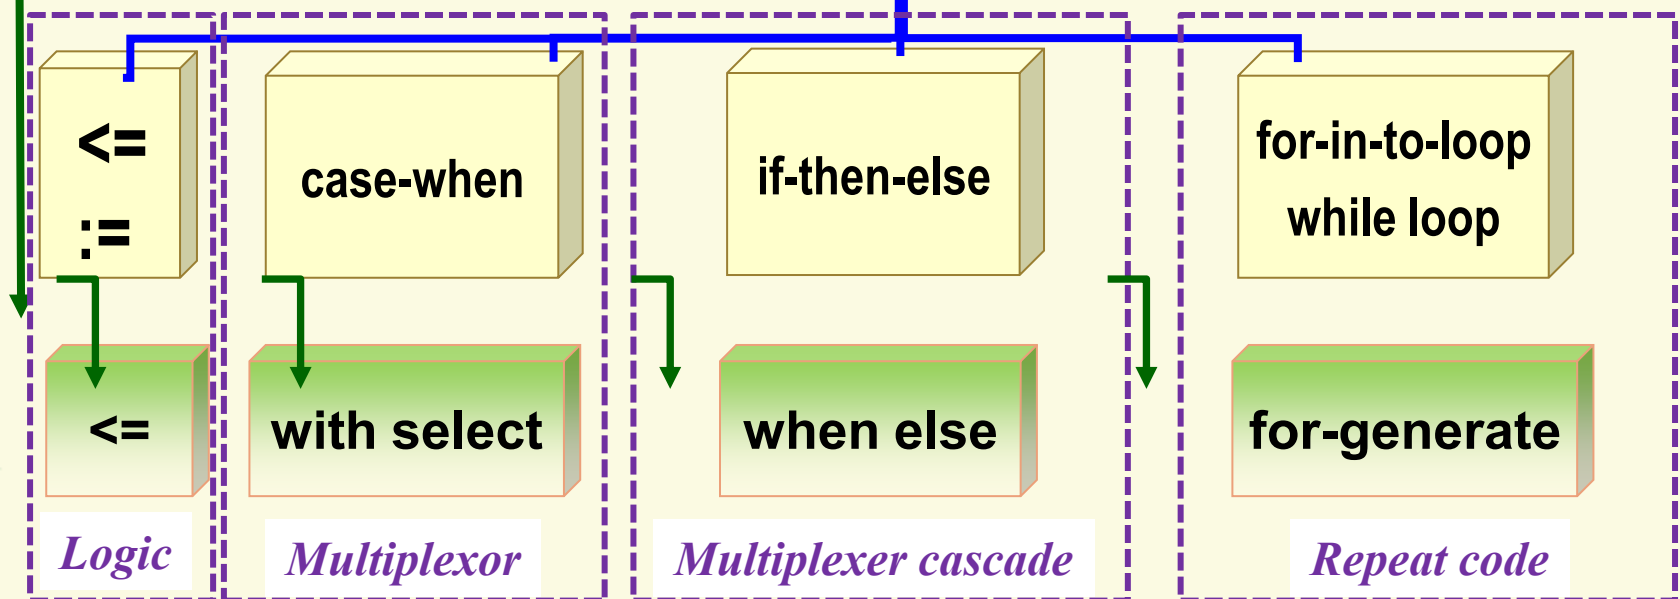 <=
:=
case-when
if-then-else
for-in-to-loop
while loop
<=
with select
when else
for-generate
Logic
Multiplexor
Multiplexer cascade
Repeat code